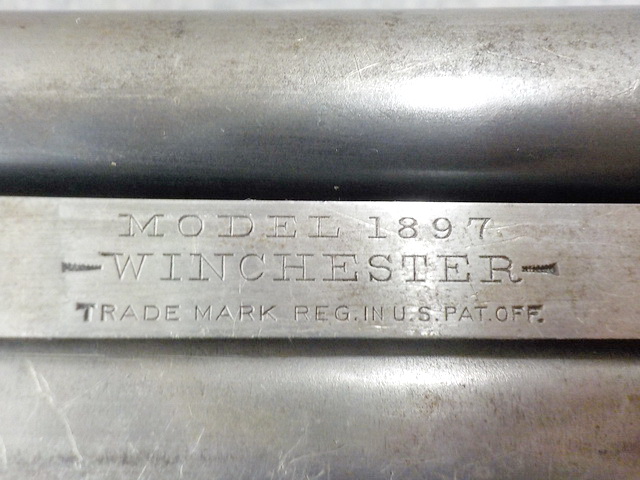 MODEL 1897
WINCHESTER
TRADE MARK REG.IN U.S.PAT.OFF.